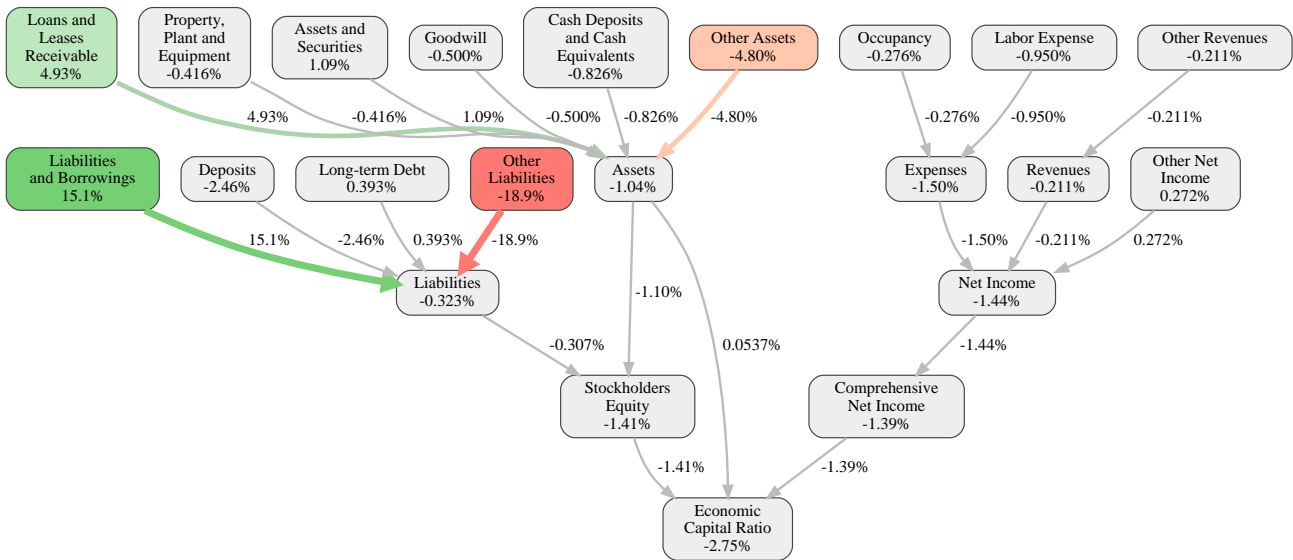 Loans and
Leases
Receivable
4.93%
Property,
Plant and
Equipment
-0.416%
Assets and
Securities
1.09%
Goodwill
-0.500%
Cash Deposits
and Cash
Equivalents
-0.826%
Other Assets
-4.80%
Occupancy
-0.276%
Labor Expense
-0.950%
Other Revenues
-0.211%
4.93%
-0.416%
1.09%
-0.500%
-0.826%
-4.80%
-0.276%
-0.950%
-0.211%
Liabilities
and Borrowings
15.1%
Deposits
-2.46%
Long-term Debt
0.393%
Other
Liabilities
-18.9%
Assets
-1.04%
Expenses
-1.50%
Revenues
-0.211%
Other Net
Income
0.272%
15.1%
-2.46%
0.393%
-18.9%
-1.50%
-0.211%
0.272%
Liabilities
-0.323%
Net Income
-1.44%
-1.10%
-0.307%
0.0537%
-1.44%
Stockholders
Equity
-1.41%
Comprehensive
Net Income
-1.39%
-1.41%
-1.39%
Economic
Capital Ratio
-2.75%